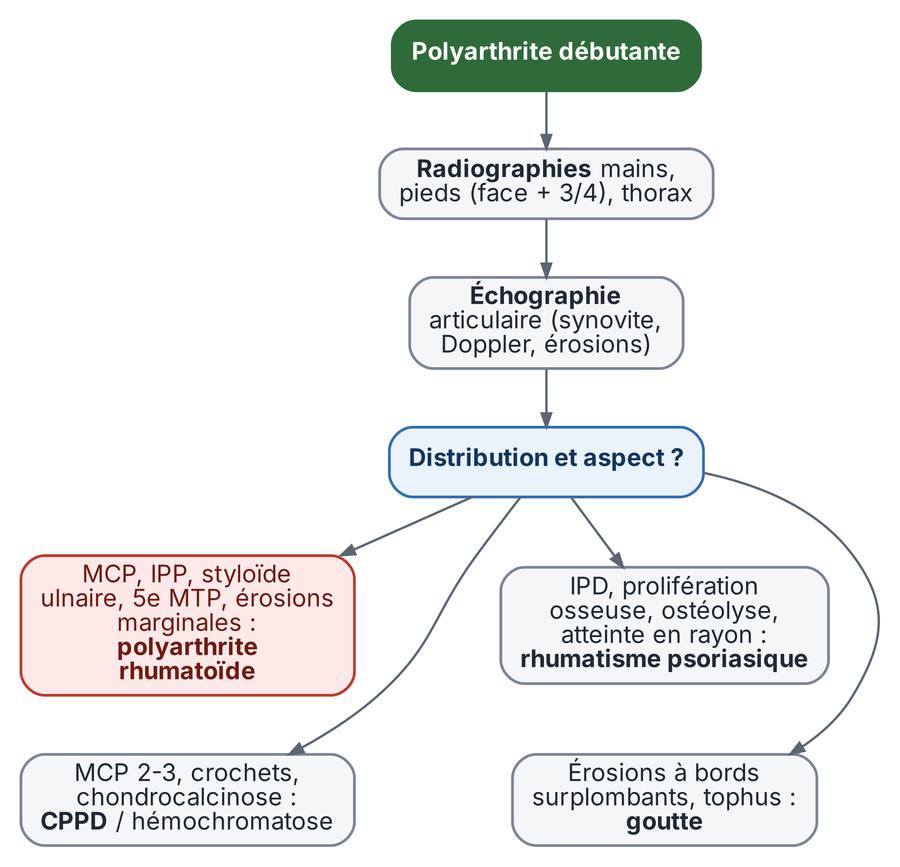 Polyarthrite débutante
Radiographies mains,
pieds (face + 3/4), thorax
Échographie
articulaire (synovite,
Doppler, érosions)
Distribution et aspect ?
MCP, IPP, styloïde
ulnaire, 5e MTP, érosions
marginales :
polyarthrite
rhumatoïde
IPD, prolifération
osseuse, ostéolyse,
atteinte en rayon :
rhumatisme psoriasique
MCP 2-3, crochets,
chondrocalcinose :
CPPD / hémochromatose
Érosions à bords
surplombants, tophus :
goutte